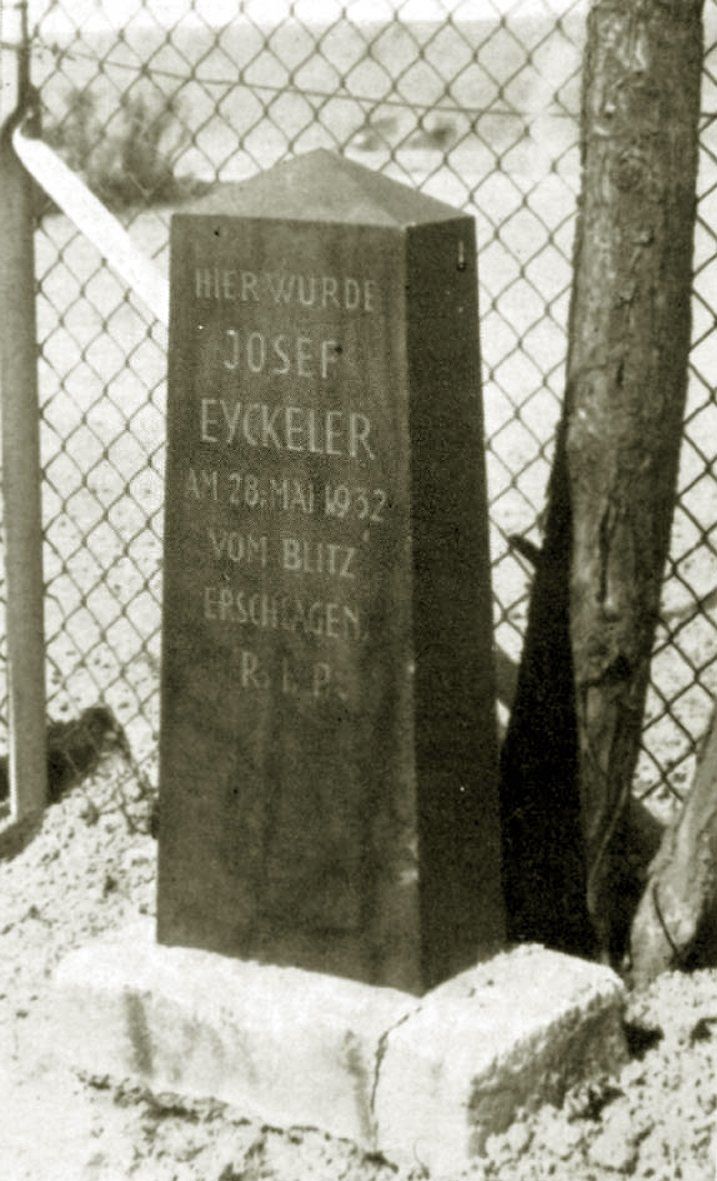 HIER WURDE
JOSEF
EYCKELER
AM 28. MAI 1932
VOM BLITZ
ERSCHLAGEN.
R. I. P.